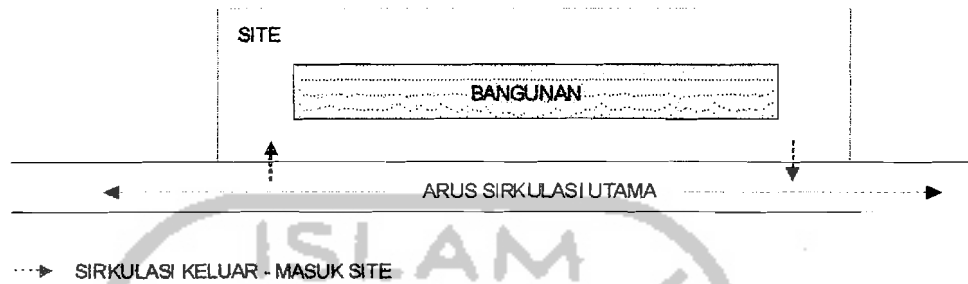 SITE
BANGUNAN
ARUS SIRKULASI UTAMA
ISLAM
SIRKULASI KELUAR - MASUK SITE